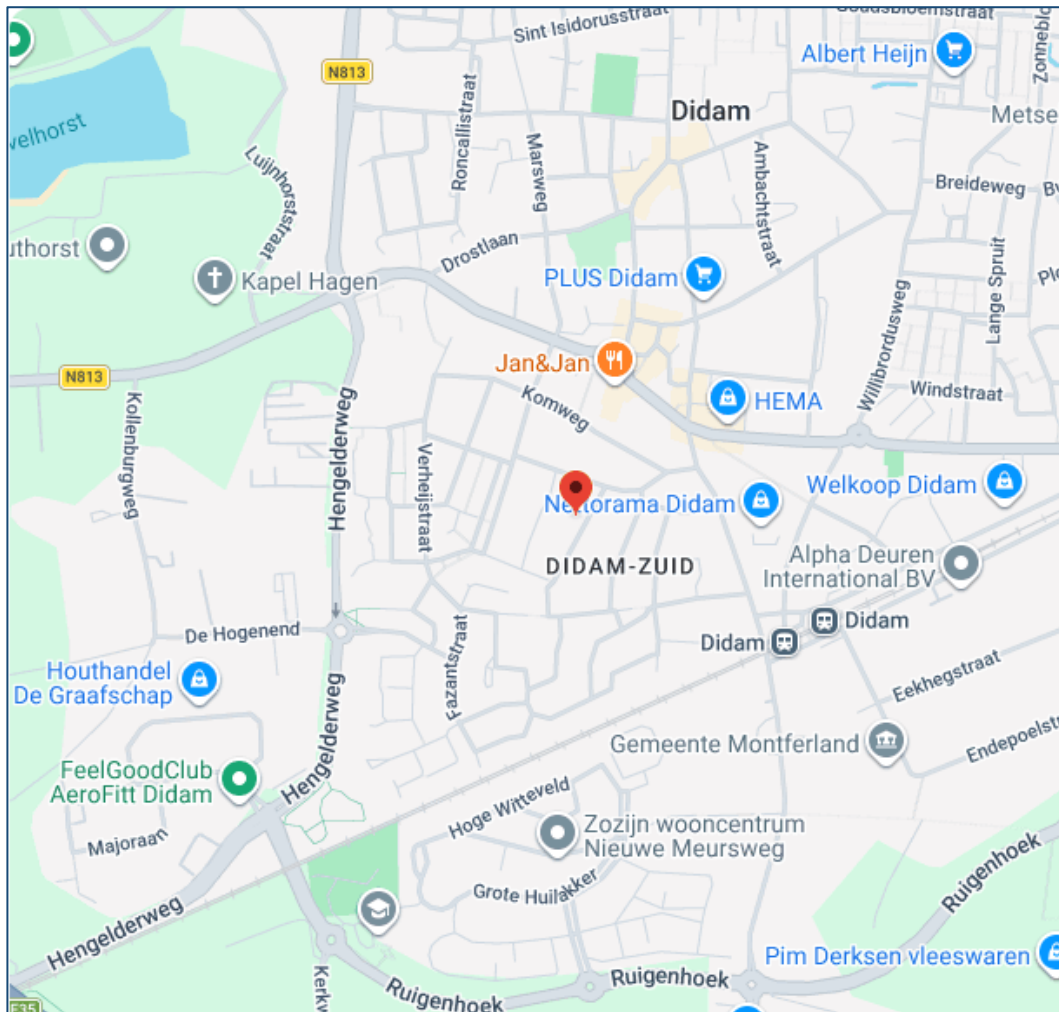 Sint Isidorusstraat
Goudsbloemstraat
Albert Heijn
N813
Didam
Roncallistraat
Marsweg
Ambachtstraat
velhorst
Luijnhorststraat
Breideweg
uthorst
Drostlaan
Kapel Hagen
PLUS Didam
Lange Spruit
Willibrordusweg
Jan&Jan
N813
Komweg
Windstraat
HEMA
Kollenburgweg
Hengelderweg
Verheijstraat
Welkoop Didam
Nettorama Didam
Alpha Deuren
International BV
DIDAM-ZUID
Didam
Didam
De Hogenend
Fazantstraat
Houthandel
De Graafschap
Eekhegstraat
Hengelderweg
Gemeente Montferland
Endepoelstr
FeelGoodClub
AeroFitt Didam
Hoge Witteveld
Majoraan
Zozijn wooncentrum
Nieuwe Meursweg
Grote Huilakker
Ruigenhoek
Hengelderweg
Pim Derksen vleeswaren
Kerkw
Ruigenhoek
Ruigenhoek